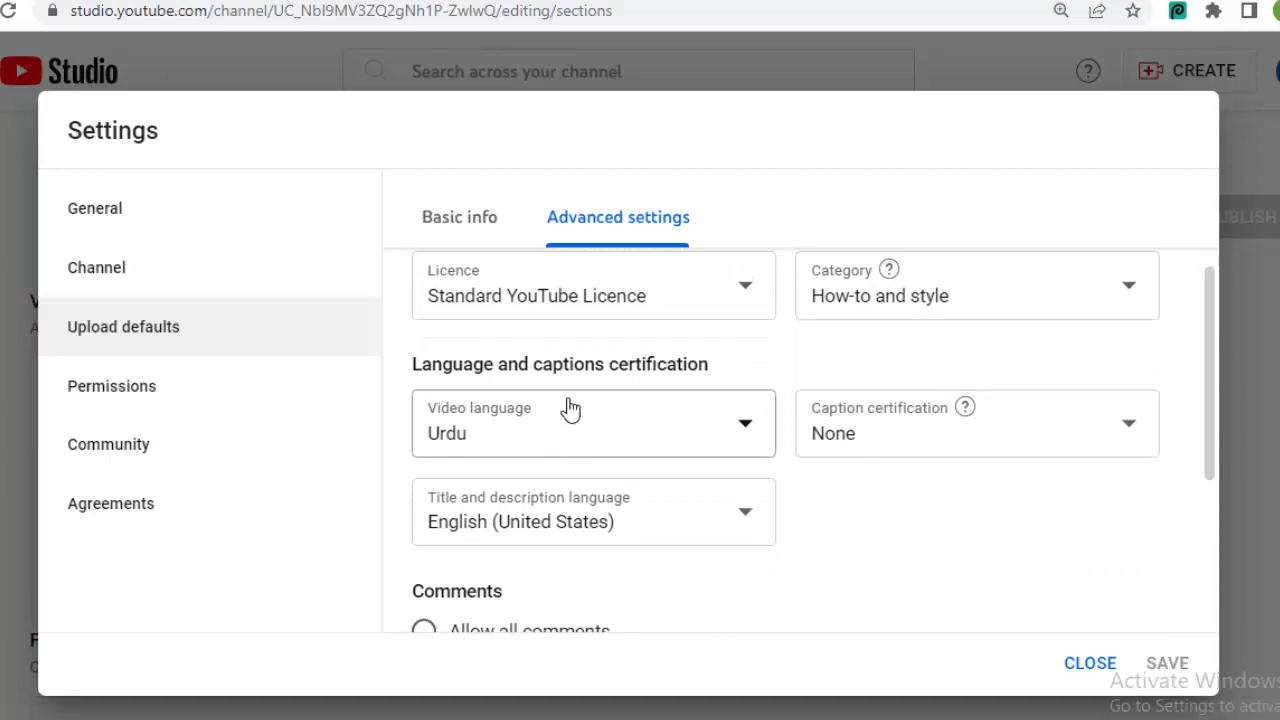 studio.youtube.com/channel/UC_NbI9MV3ZQ2gNh1P-ZwlwQ/editing/sections
Studio
Search across your channel
CREATE
Settings
General
Channel
Upload defaults
Permissions
Community
Agreements
Basic info
Advanced settings
Licence
Standard YouTube Licence
Category
How-to and style
Language and captions certification
Video language
Urdu
Caption certification
None
Title and description language
English (United States)
Comments
Allow all comments
CLOSE
SAVE
Activate Windows
Go to Settings to activa
UBLISH